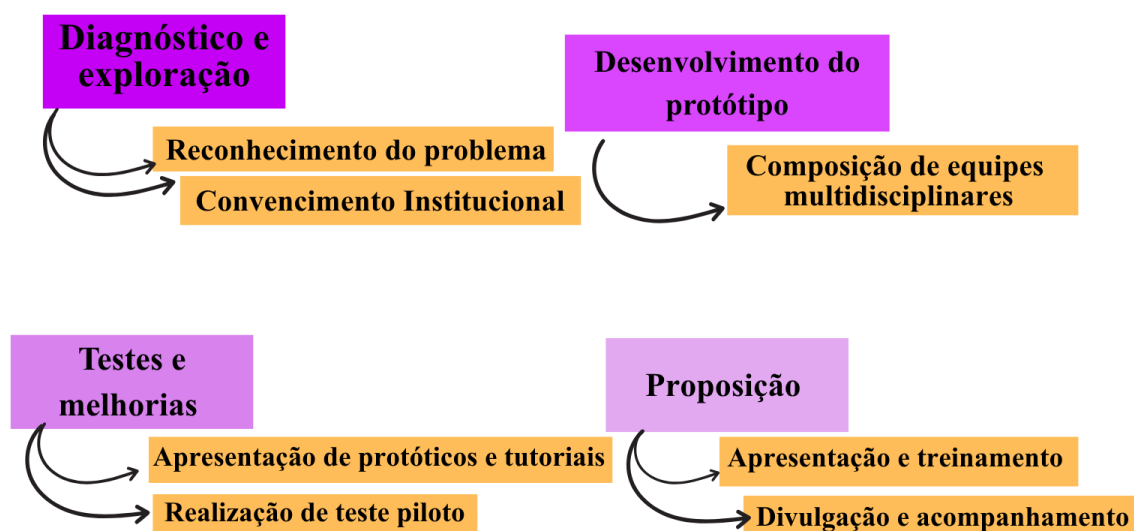 Diagnóstico e
exploração
Reconhecimento do problema
Convencimento Institucional
Desenvolvimento do
protótipo
Composição de equipes
multidisciplinares
Testes e
melhorias
Apresentação de protóticos e tutoriais
Realização de teste piloto
Proposição
Apresentação e treinamento
Divulgação e acompanhamento